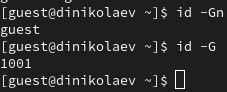 [guest@dinikolaev ~]$ id -Gn
guest
[guest@dinikolaev ~]$ id -G
1001
[guest@dinikolaev ~]$